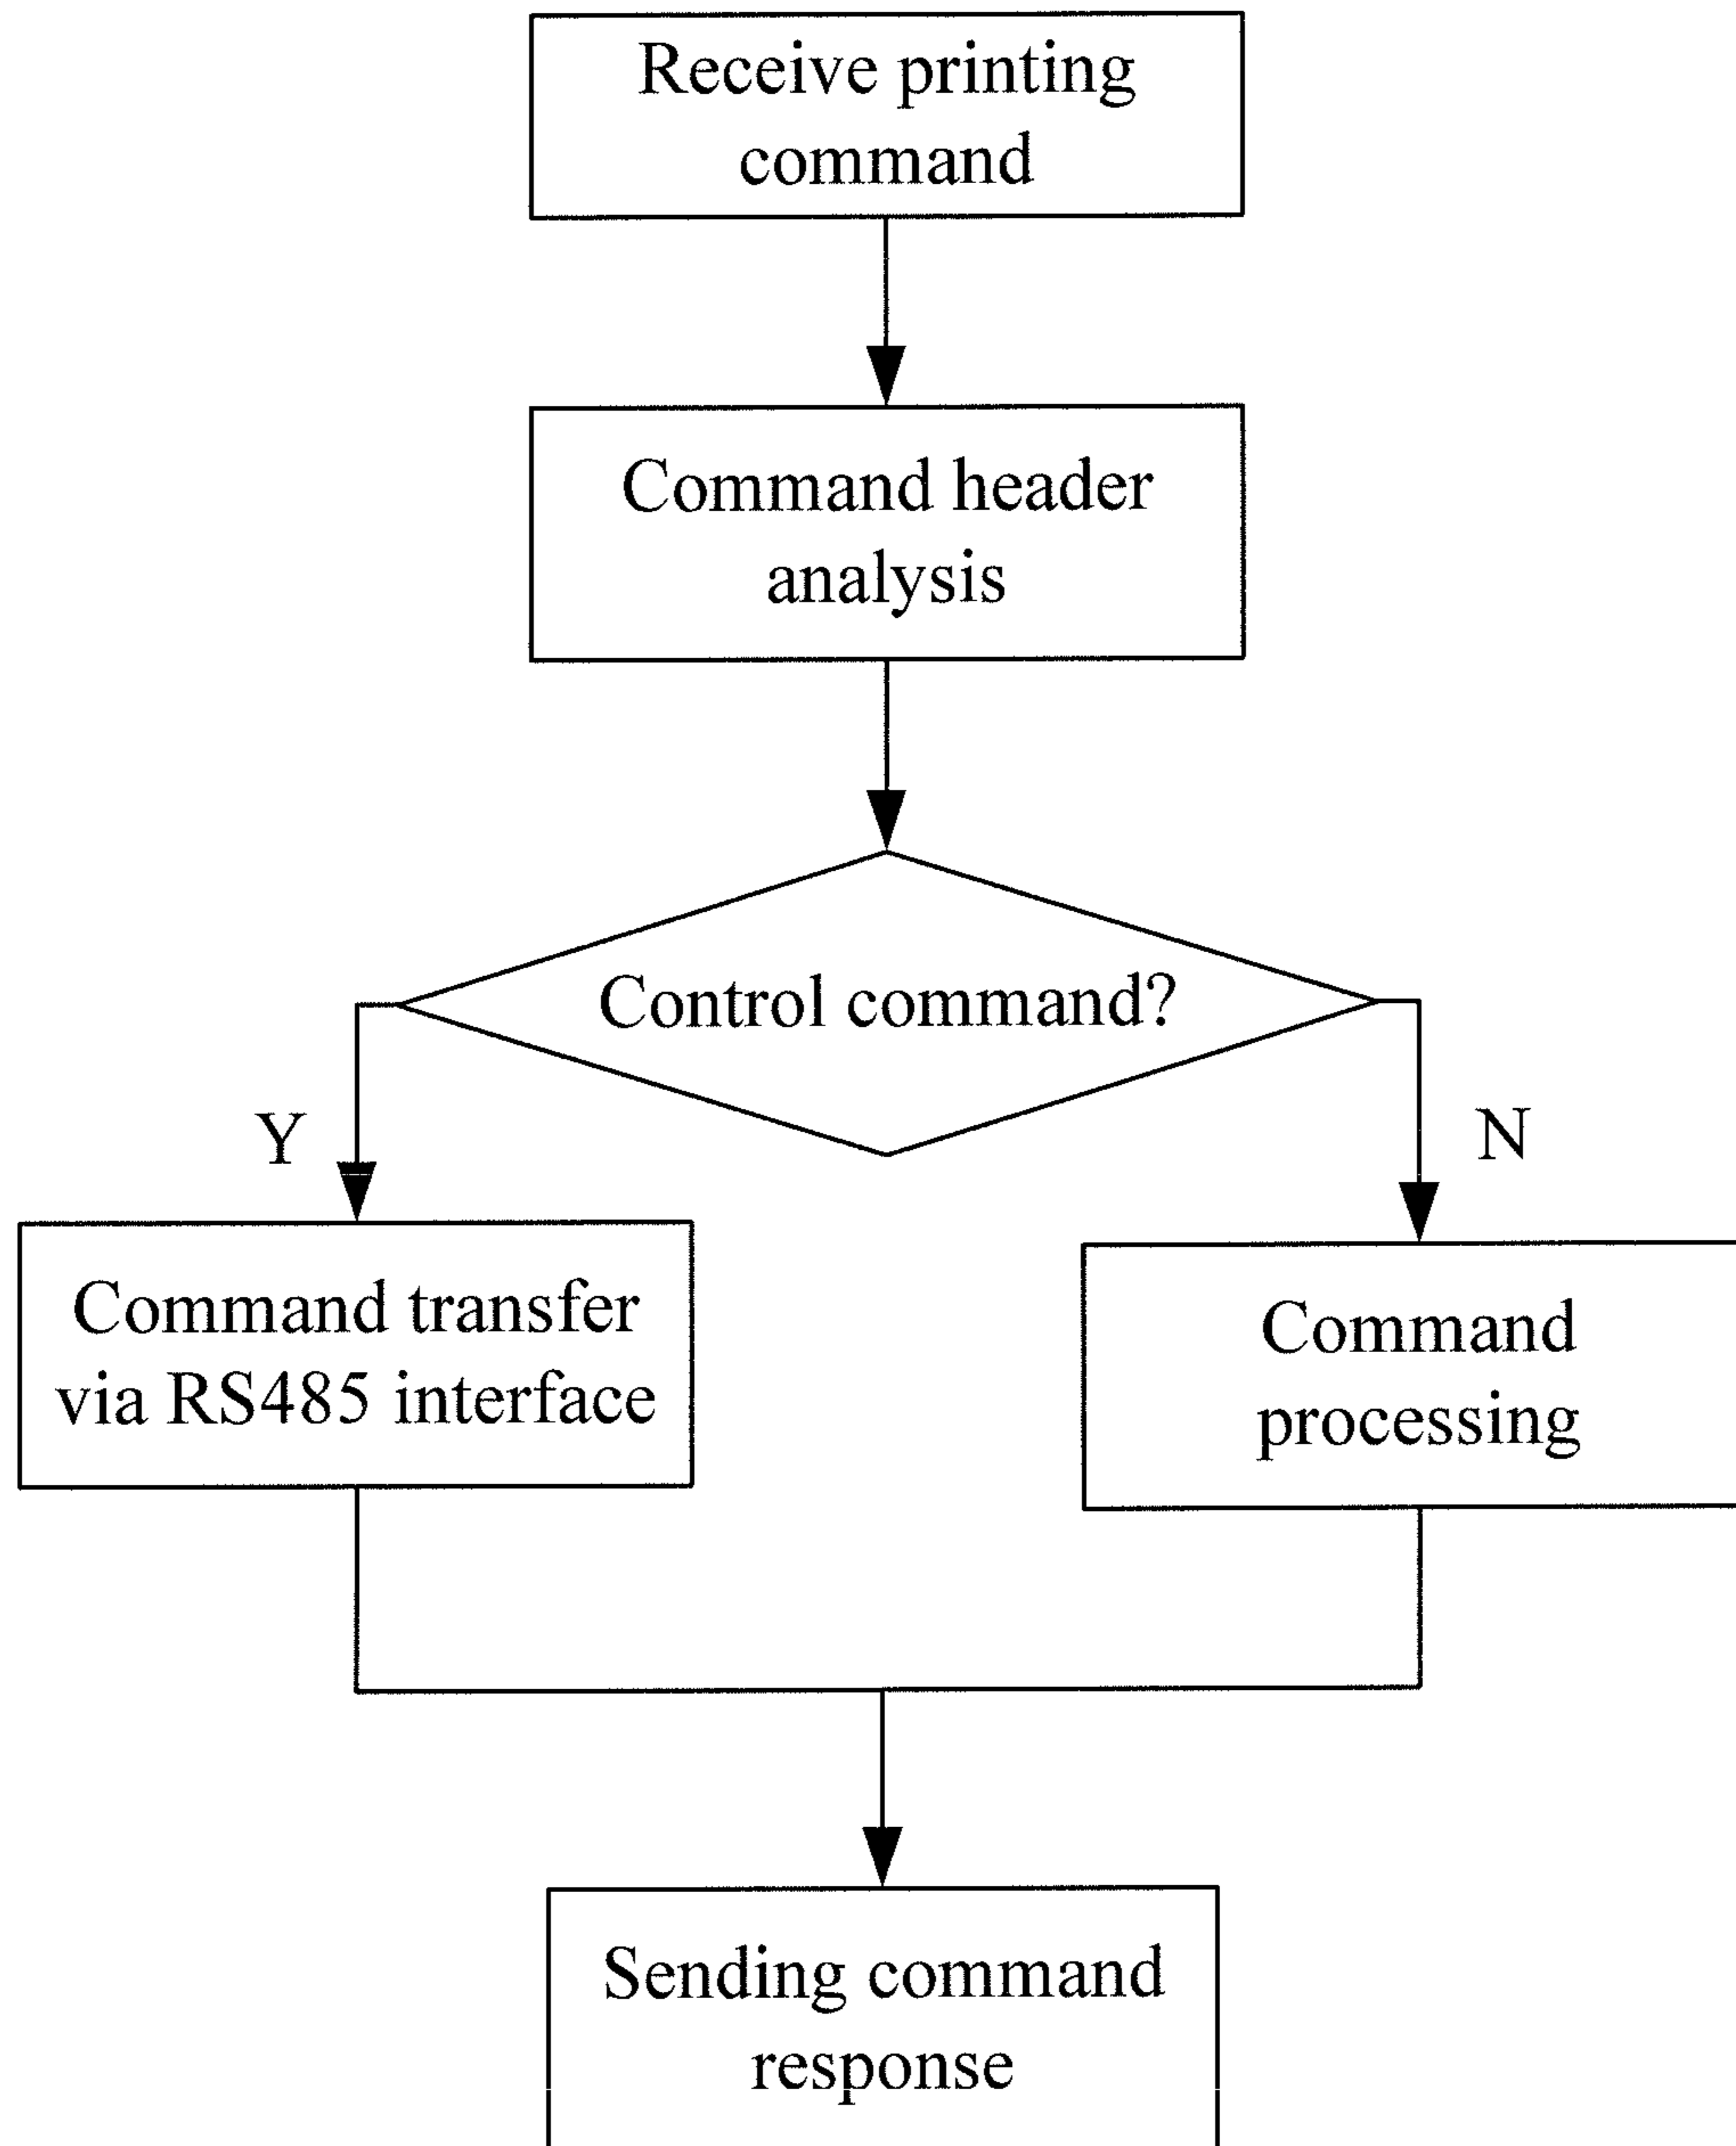 Receive printing
command
Command header
analysis
Control command?
Y
N
Command transfer
via RS485 interface
Command
processing
Sending command
response